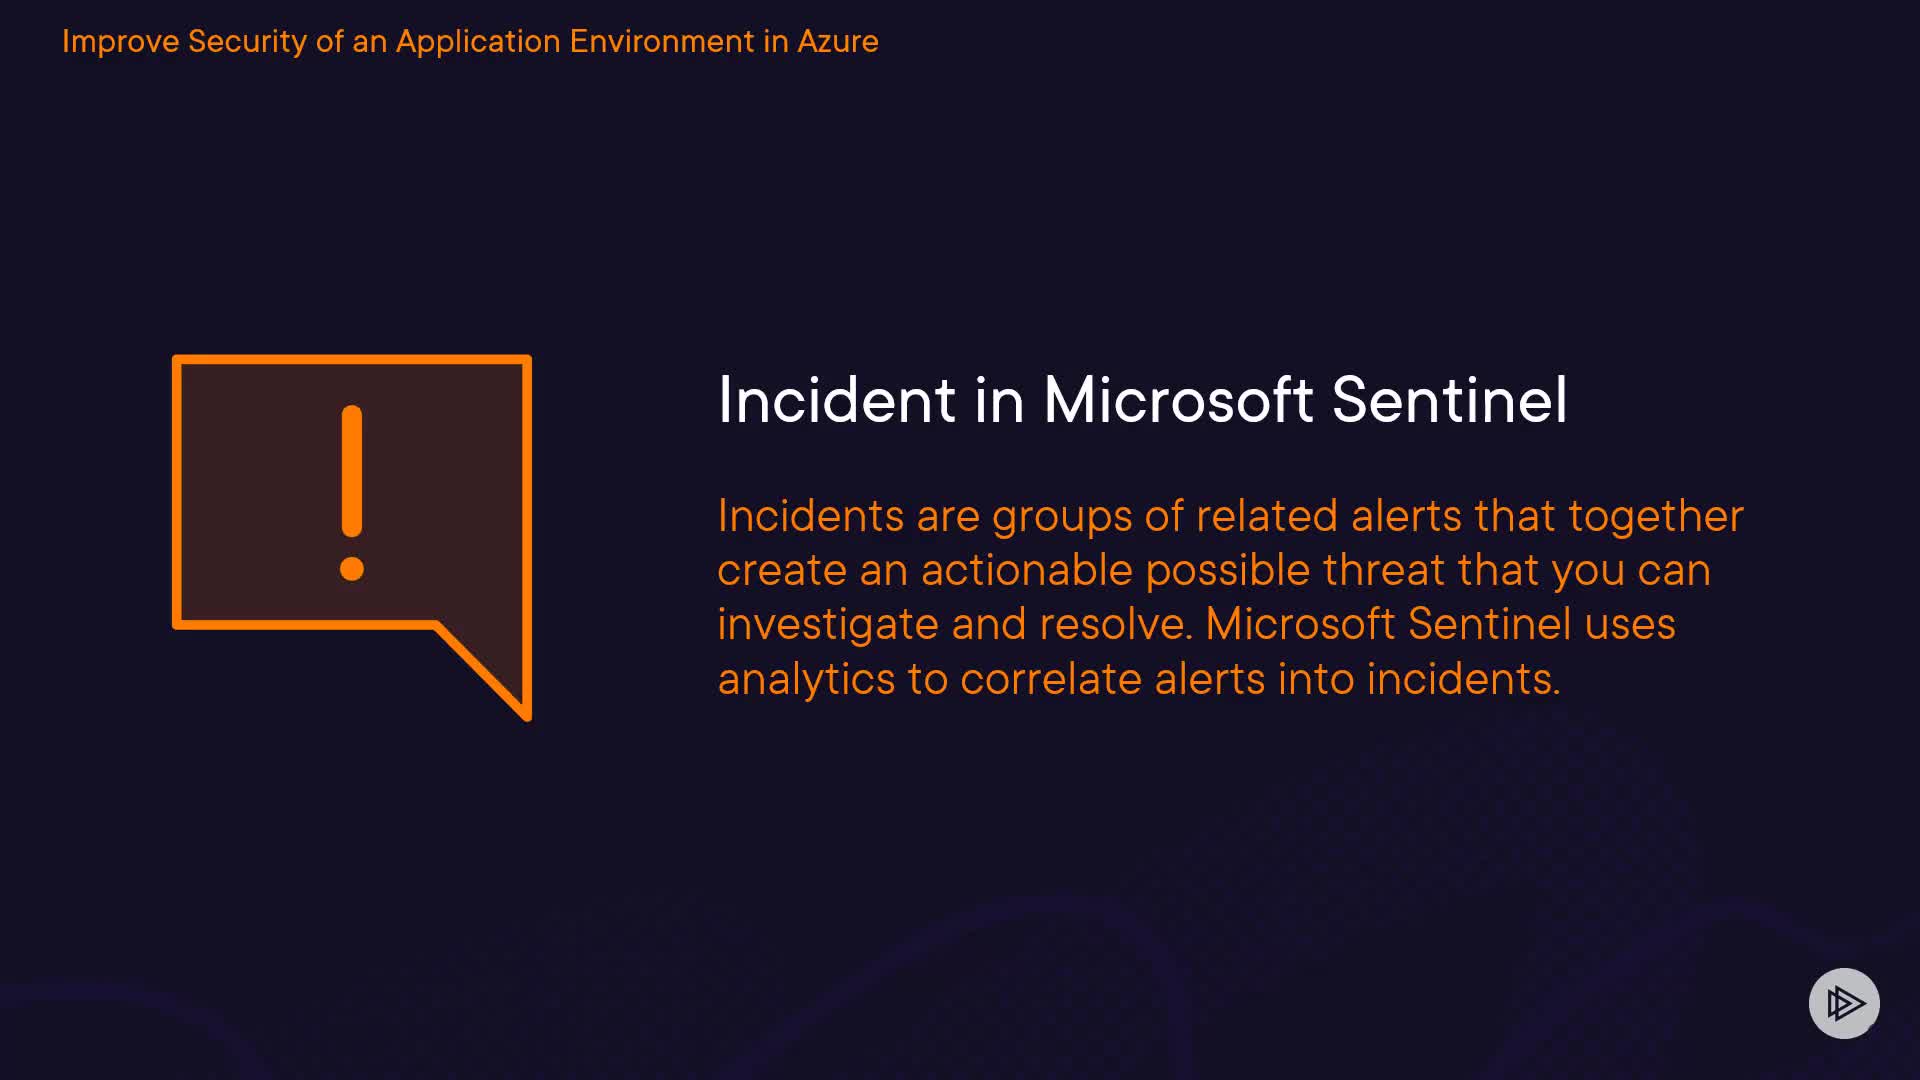 Improve Security of an Application Environment in Azure
Incident in Microsoft Sentinel
Incidents are groups of related alerts that together
create an actionable possible threat that you can
investigate and resolve. Microsoft Sentinel uses
analytics to correlate alerts into incidents.